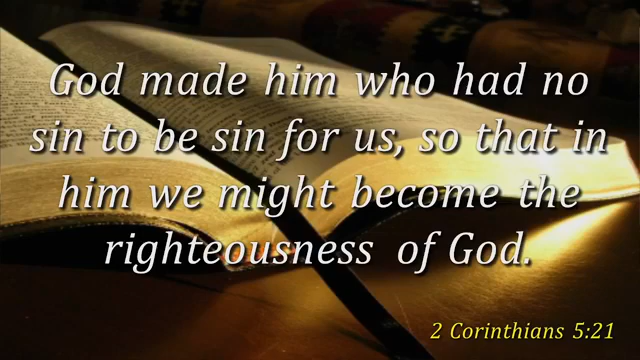 God made him who had no
sin to be sin for us, so that in
him we might become the
righteousness of God.
2 Corinthians 5:21